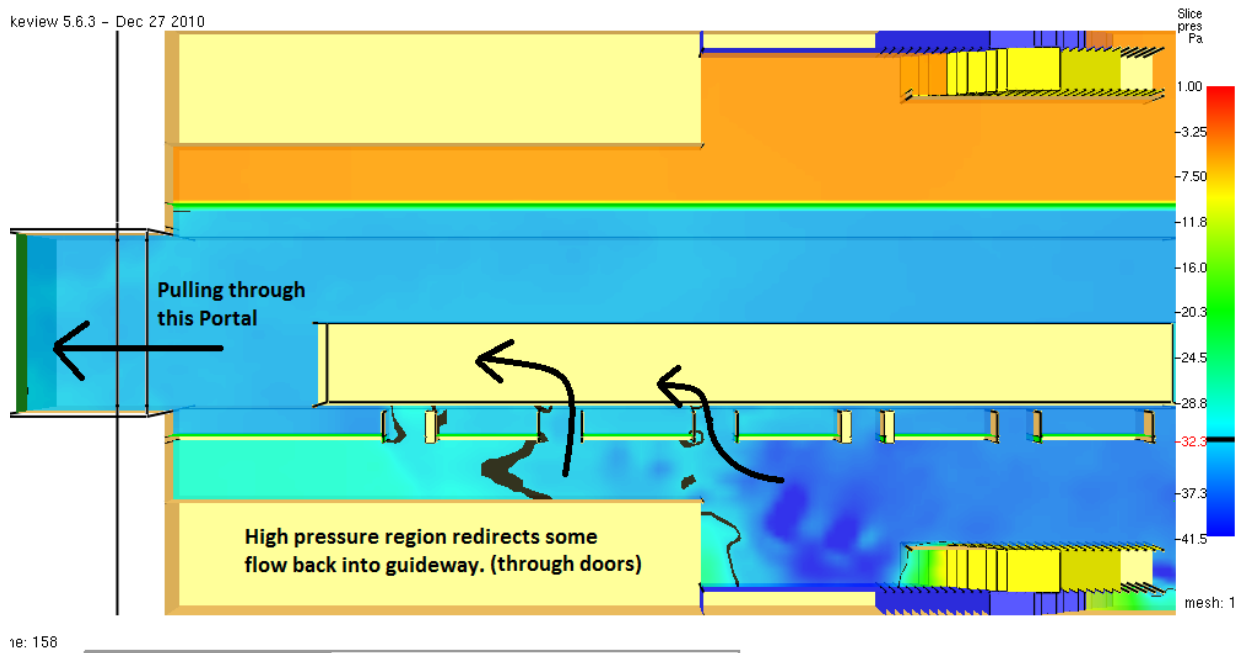 keview 5.6.3 - Dec 27 2010
Slice
pres
Pa
1.00
-3.25
-7.50
-11.8
-16.0
-20.3
-24.5
-28.8
-32.3
-37.3
-41.5
Pulling through
this Portal
High pressure region redirects some
flow back into guideway. (through doors)
mesh: 1
ne: 158